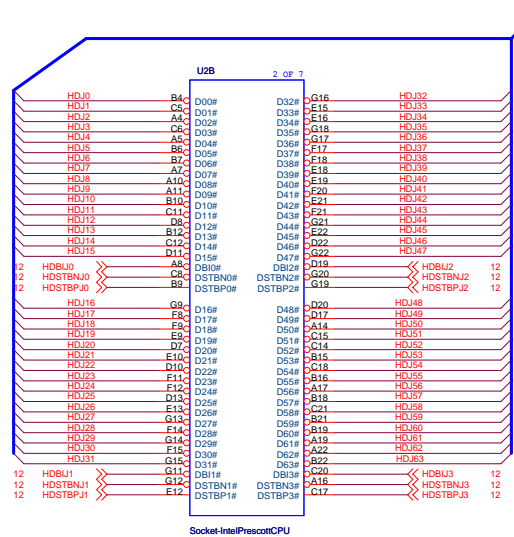 U2B 2 OF 7
HDJ0 B4 D00# D32# G16 HDJ32
HDJ1 C5 D01# D33# E15 HDJ33
HDJ2 A4 D02# D34# E16 HDJ34
HDJ3 C6 D03# D35# G18 HDJ35
HDJ4 A5 D04# D36# G17 HDJ36
HDJ5 B6 D05# D37# F17 HDJ37
HDJ6 B7 D06# D38# F18 HDJ38
HDJ7 A7 D07# D39# E18 HDJ39
HDJ8 A10 D08# D40# E19 HDJ40
HDJ9 A11 D09# D41# F20 HDJ41
HDJ10 B10 D10# D42# E21 HDJ42
HDJ11 C11 D11# D43# F21 HDJ43
HDJ12 D8 D12# D44# G21 HDJ44
HDJ13 B12 D13# D45# E22 HDJ45
HDJ14 C12 D14# D46# D22 HDJ46
HDJ15 D11 D15# D47# G22 HDJ47
12 HDBIJ0 A8 DBI0# DBI2# D19 HDBIJ2 12
12 HDSTBNJ0 C8 DSTBN0# DSTBN2# G20 HDSTBNJ2 12
12 HDSTBPJ0 B9 DSTBP0# DSTBP2# G19 HDSTBPJ2 12
HDJ16 G9 D16# D48# D20 HDJ48
HDJ17 F8 D17# D49# D17 HDJ49
HDJ18 F9 D18# D50# A14 HDJ50
HDJ19 E9 D19# D51# C15 HDJ51
HDJ20 D7 D20# D52# C14 HDJ52
HDJ21 E10 D21# D53# B15 HDJ53
HDJ22 D10 D22# D54# C18 HDJ54
HDJ23 F11 D23# D55# B16 HDJ55
HDJ24 F12 D24# D56# A17 HDJ56
HDJ25 D13 D25# D57# B18 HDJ57
HDJ26 E13 D26# D58# C21 HDJ58
HDJ27 G13 D27# D59# B21 HDJ59
HDJ28 F14 D28# D60# B19 HDJ60
HDJ29 G14 D29# D61# A19 HDJ61
HDJ30 F15 D30# D62# A22 HDJ62
HDJ31 G15 D31# D63# B22 HDJ63
12 HDBIJ1 G11 DBI1# DBI3# C20 HDBIJ3 12
12 HDSTBNJ1 G12 DSTBN1# DSTBN3# A16 HDSTBNJ3 12
12 HDSTBPJ1 E12 DSTBP1# DSTBP3# C17 HDSTBPJ3 12
Socket-IntelPrescottCPU